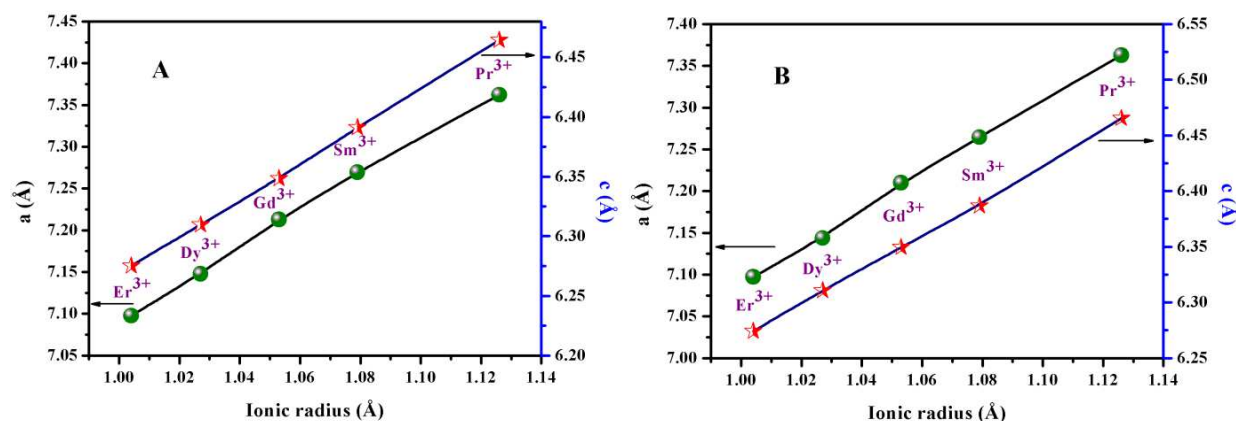 A
7.45
7.40
7.35
7.30
7.25
7.20
7.15
7.10
7.05
a (Å)
6.45
6.40
6.35
6.30
6.25
6.20
c (Å)
Pr3+
Sm3+
Gd3+
Dy3+
Er3+
1.00 1.02 1.04 1.06 1.08 1.10 1.12 1.14
Ionic radius (Å)
B
7.40
7.35
7.30
7.25
7.20
7.15
7.10
7.05
7.00
a (Å)
6.55
6.50
6.45
6.40
6.35
6.30
6.25
c (Å)
Pr3+
Sm3+
Gd3+
Dy3+
Er3+
1.00 1.02 1.04 1.06 1.08 1.10 1.12 1.14
Ionic radius (Å)